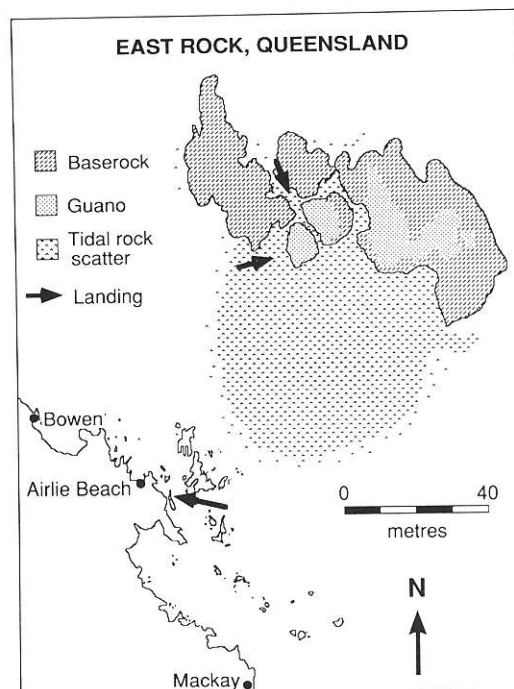 EAST ROCK, QUEENSLAND
Baserock
Guano
Tidal rock
scatter
Landing
Bowen
Airlie Beach
0 40
metres
N
Mackay